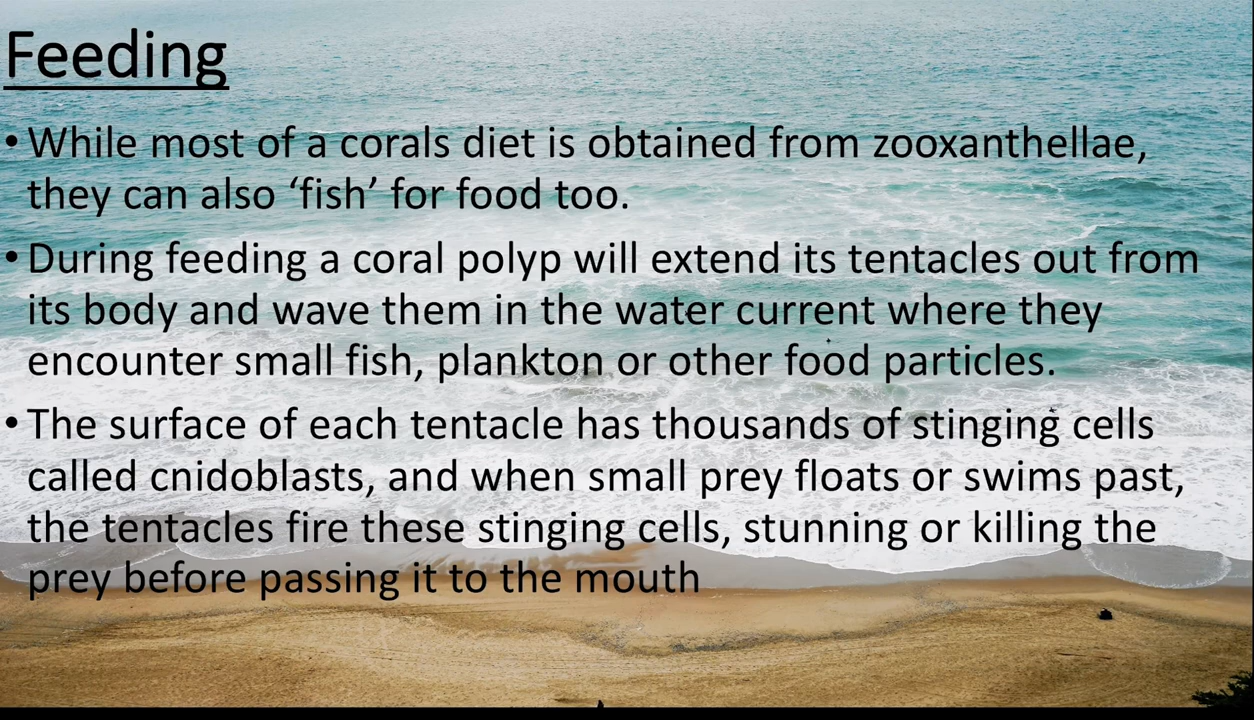 Feeding
• While most of a corals diet is obtained from zooxanthellae,
they can also ‘fish’ for food too.
• During feeding a coral polyp will extend its tentacles out from
its body and wave them in the water current where they
encounter small fish, plankton or other food particles.
• The surface of each tentacle has thousands of stinging cells
called cnidoblasts, and when small prey floats or swims past,
the tentacles fire these stinging cells, stunning or killing the
prey before passing it to the mouth